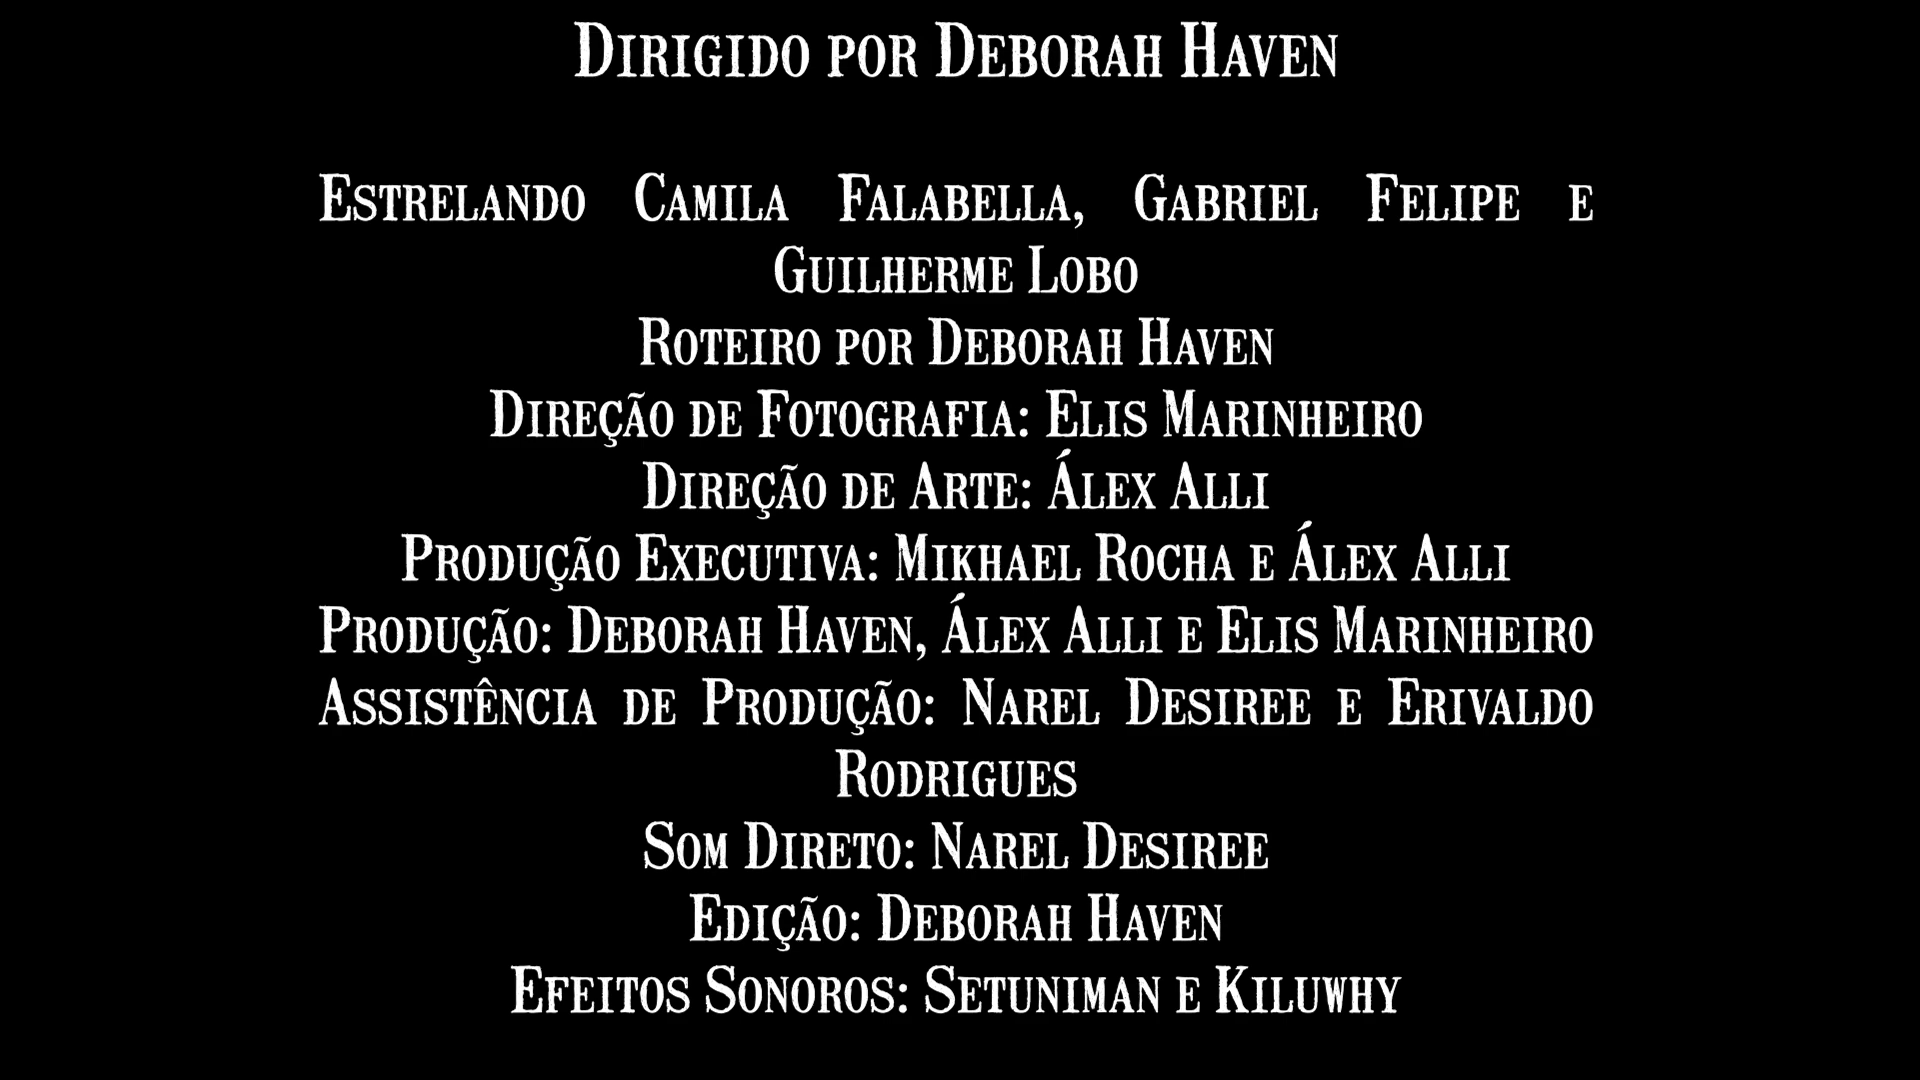 Dirigido por Deborah Haven
Estrelando Camila Falabella, Gabriel Felipe e
Guilherme Lobo
Roteiro por Deborah Haven
Direção de Fotografia: Elis Marinheiro
Direção de Arte: Álex Alli
Produção Executiva: Mikhael Rocha e Álex Alli
Produção: Deborah Haven, Álex Alli e Elis Marinheiro
Assistência de Produção: Narel Desiree e Erivaldo
Rodrigues
Som Direto: Narel Desiree
Edição: Deborah Haven
Efeitos Sonoros: Setuniman e Kiluwhy